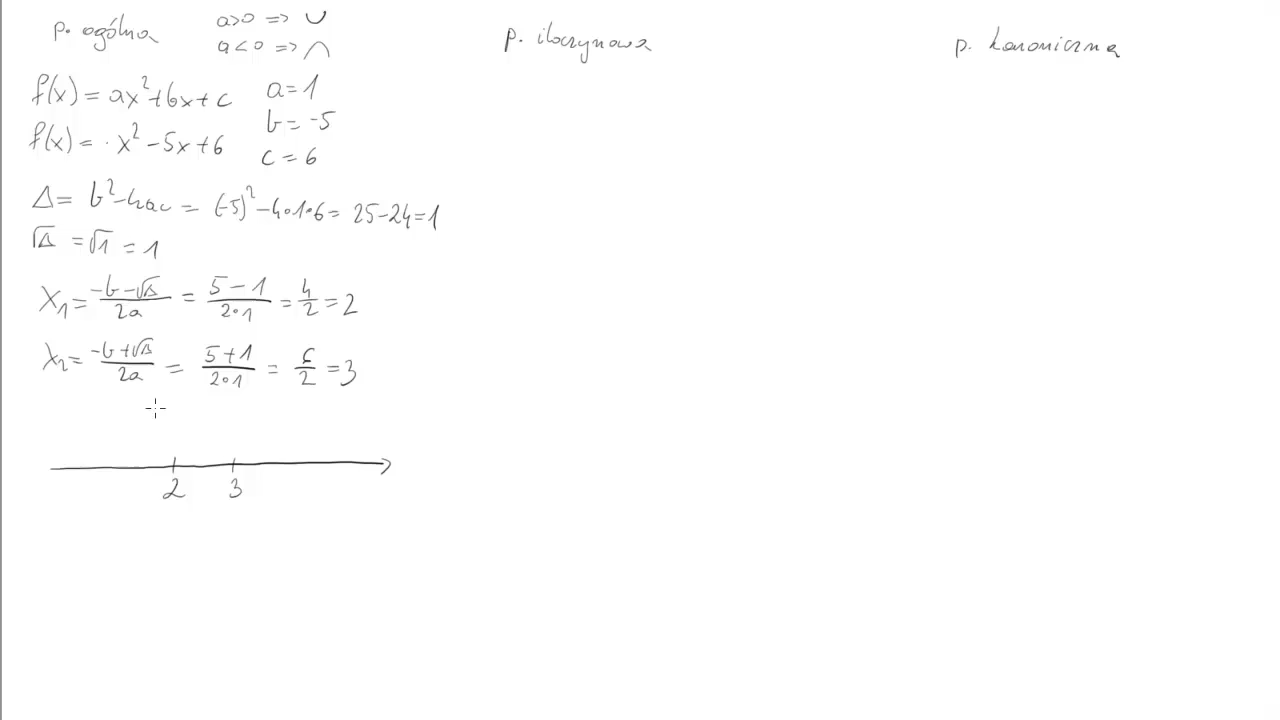 p. ogólna
a>0 => ∪
a<0 => ∩
f(x) = ax²+bx+c
f(x) = x²-5x+6
a=1
b=-5
c=6
Δ = b²-4ac = (-5)²-4•1•6 = 25-24=1
√Δ = √1 = 1
x₁ = (-b-√Δ)/2a = (5-1)/(2•1) = 4/2 = 2
x₂ = (-b+√Δ)/2a = (5+1)/(2•1) = 6/2 = 3
2 3
p. iloczynowa
p. kanoniczna